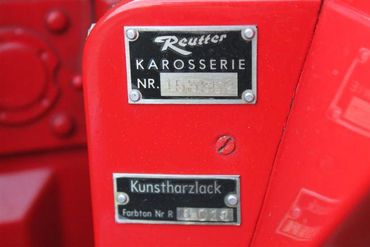 Reutter
KAROSSERIE
NR.
Kunstharzlack
Farbton Nr R